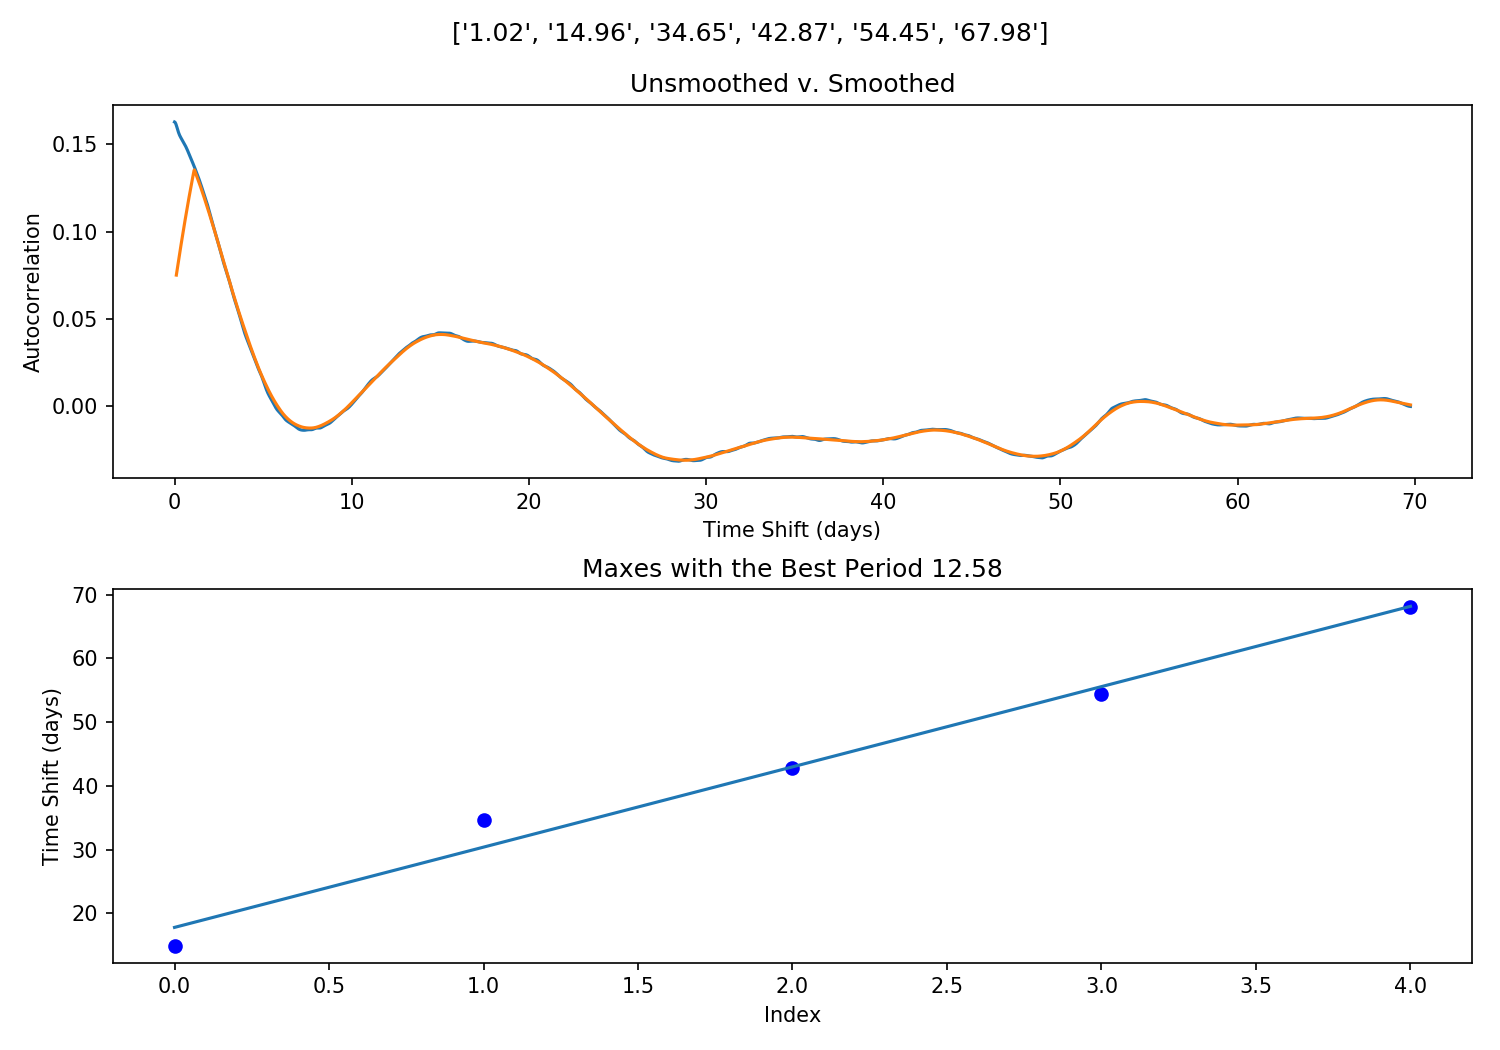 ['1.02', '14.96', '34.65', '42.87', '54.45', '67.98']
Unsmoothed v. Smoothed
0.15
0.10
0.05
0.00
Autocorrelation
0 10 20 30 40 50 60 70
Time Shift (days)
Maxes with the Best Period 12.58
70
60
50
40
30
20
Time Shift (days)
0.0 0.5 1.0 1.5 2.0 2.5 3.0 3.5 4.0
Index